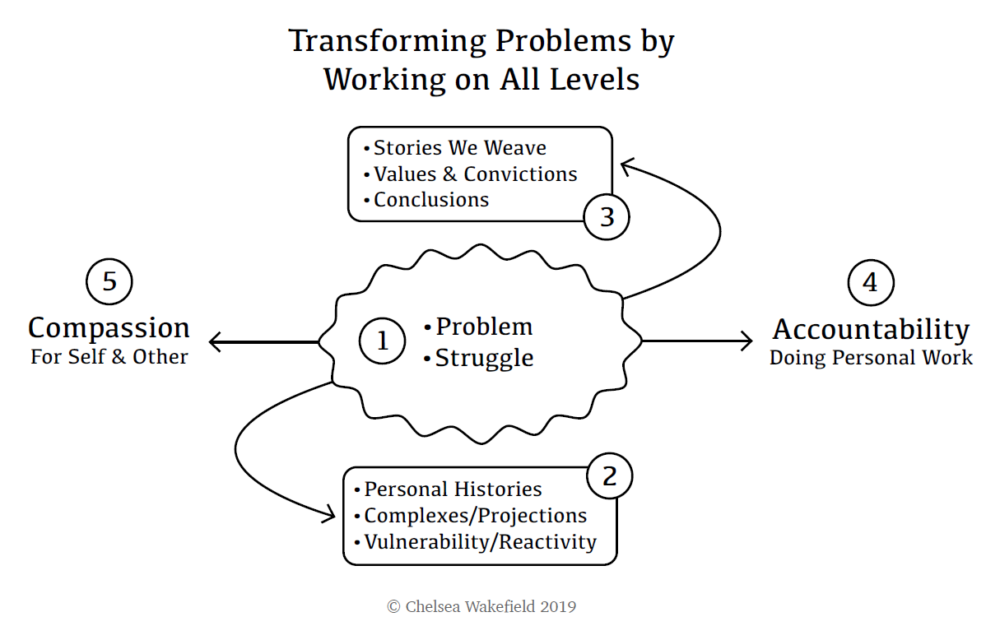 Transforming Problems by
Working on All Levels
• Stories We Weave
• Values & Convictions
• Conclusions
3
5
Compassion
For Self & Other
1
• Problem
• Struggle
4
Accountability
Doing Personal Work
2
• Personal Histories
• Complexes/Projections
• Vulnerability/Reactivity
© Chelsea Wakefield 2019